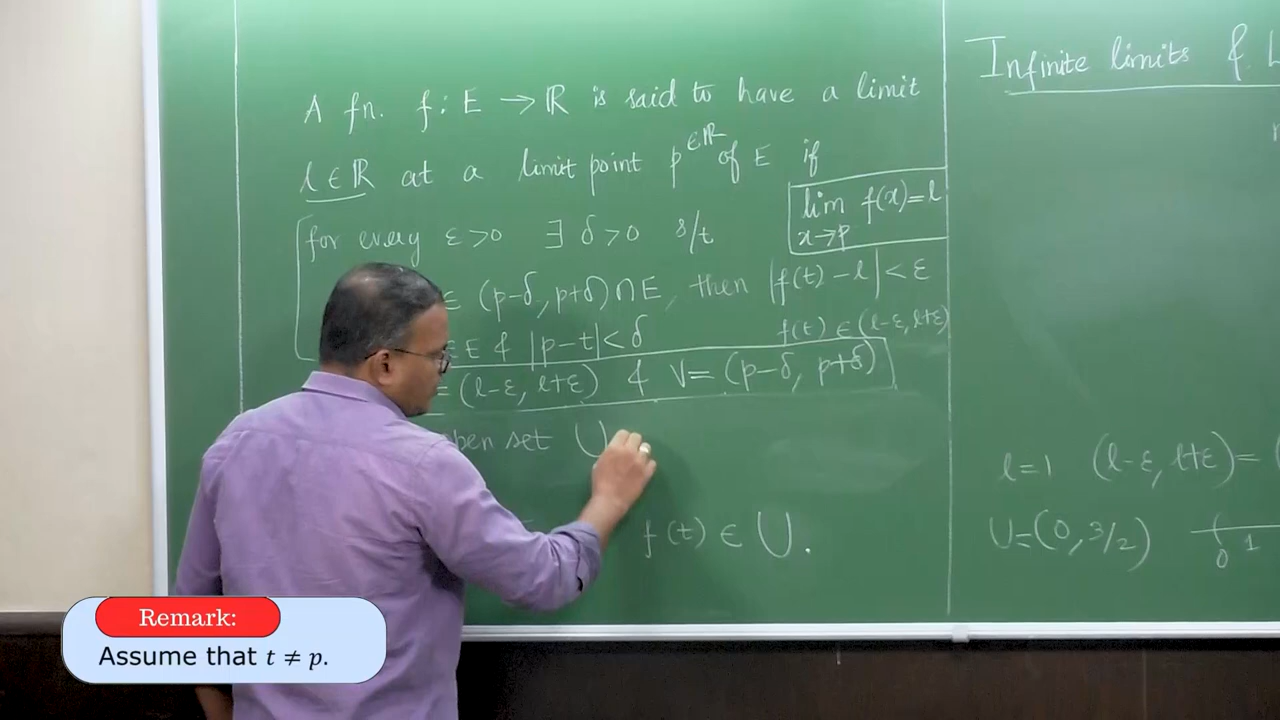 A fn. f : E → ℝ is said to have a limit
l ∈ ℝ at a limit point p ∈ ℝ of E if
lim f(x) = l
x→p
for every ε > 0 ∃ δ > 0 s/t
∈ (p-δ, p+δ) ∩ E, then |f(t) - l| < ε
∈ E & |p-t| < δ f(t) ∈ (l-ε, l+ε)
= (l-ε, l+ε) & V = (p-δ, p+δ)
open set U
f(t) ∈ U.
Infinite limits &
l = 1 (l-ε, l+ε) =
U = (0, 3/2)
0 1
Remark:
Assume that t ≠ p.